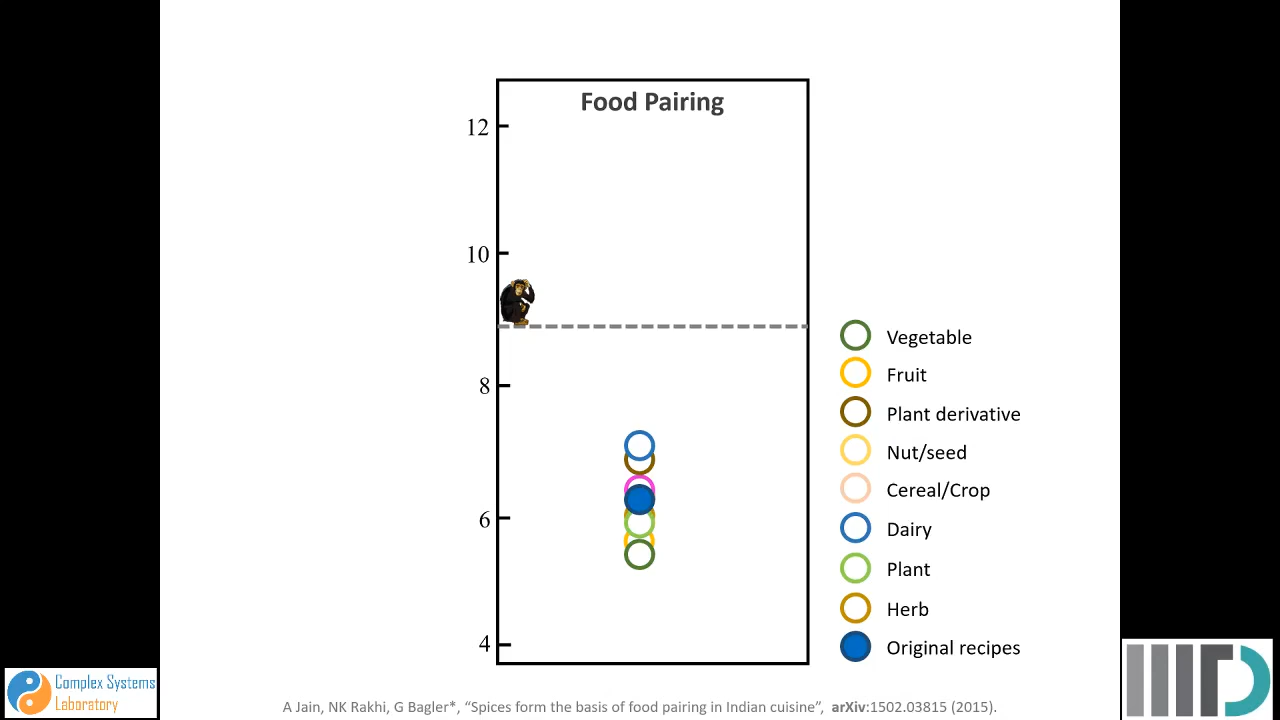 Food Pairing
12
10
8
6
4
Vegetable
Fruit
Plant derivative
Nut/seed
Cereal/Crop
Dairy
Plant
Herb
Original recipes
Complex Systems
Laboratory
A Jain, NK Rakhi, G Bagler*, “Spices form the basis of food pairing in Indian cuisine”, arXiv:1502.03815 (2015).
IIITD